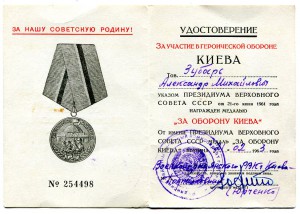 ЗА НАШУ СОВЕТСКУЮ РОДИНУ!
№ 254498
УДОСТОВЕРЕНИЕ
ЗА УЧАСТИЕ В ГЕРОИЧЕСКОЙ ОБОРОНЕ
КИЕВА
Тов. Зубарь
Александр Михайлович
УКАЗОМ ПРЕЗИДИУМА ВЕРХОВНОГО
СОВЕТА СССР от 21-го июня 1961 года
НАГРАЖДЕН МЕДАЛЬЮ
„ЗА ОБОРОНУ КИЕВА"
От имени ПРЕЗИДИУМА ВЕРХОВНОГО
СОВЕТА СССР МЕДАЛЬ „ЗА ОБОРОНУ
КИЕВА"